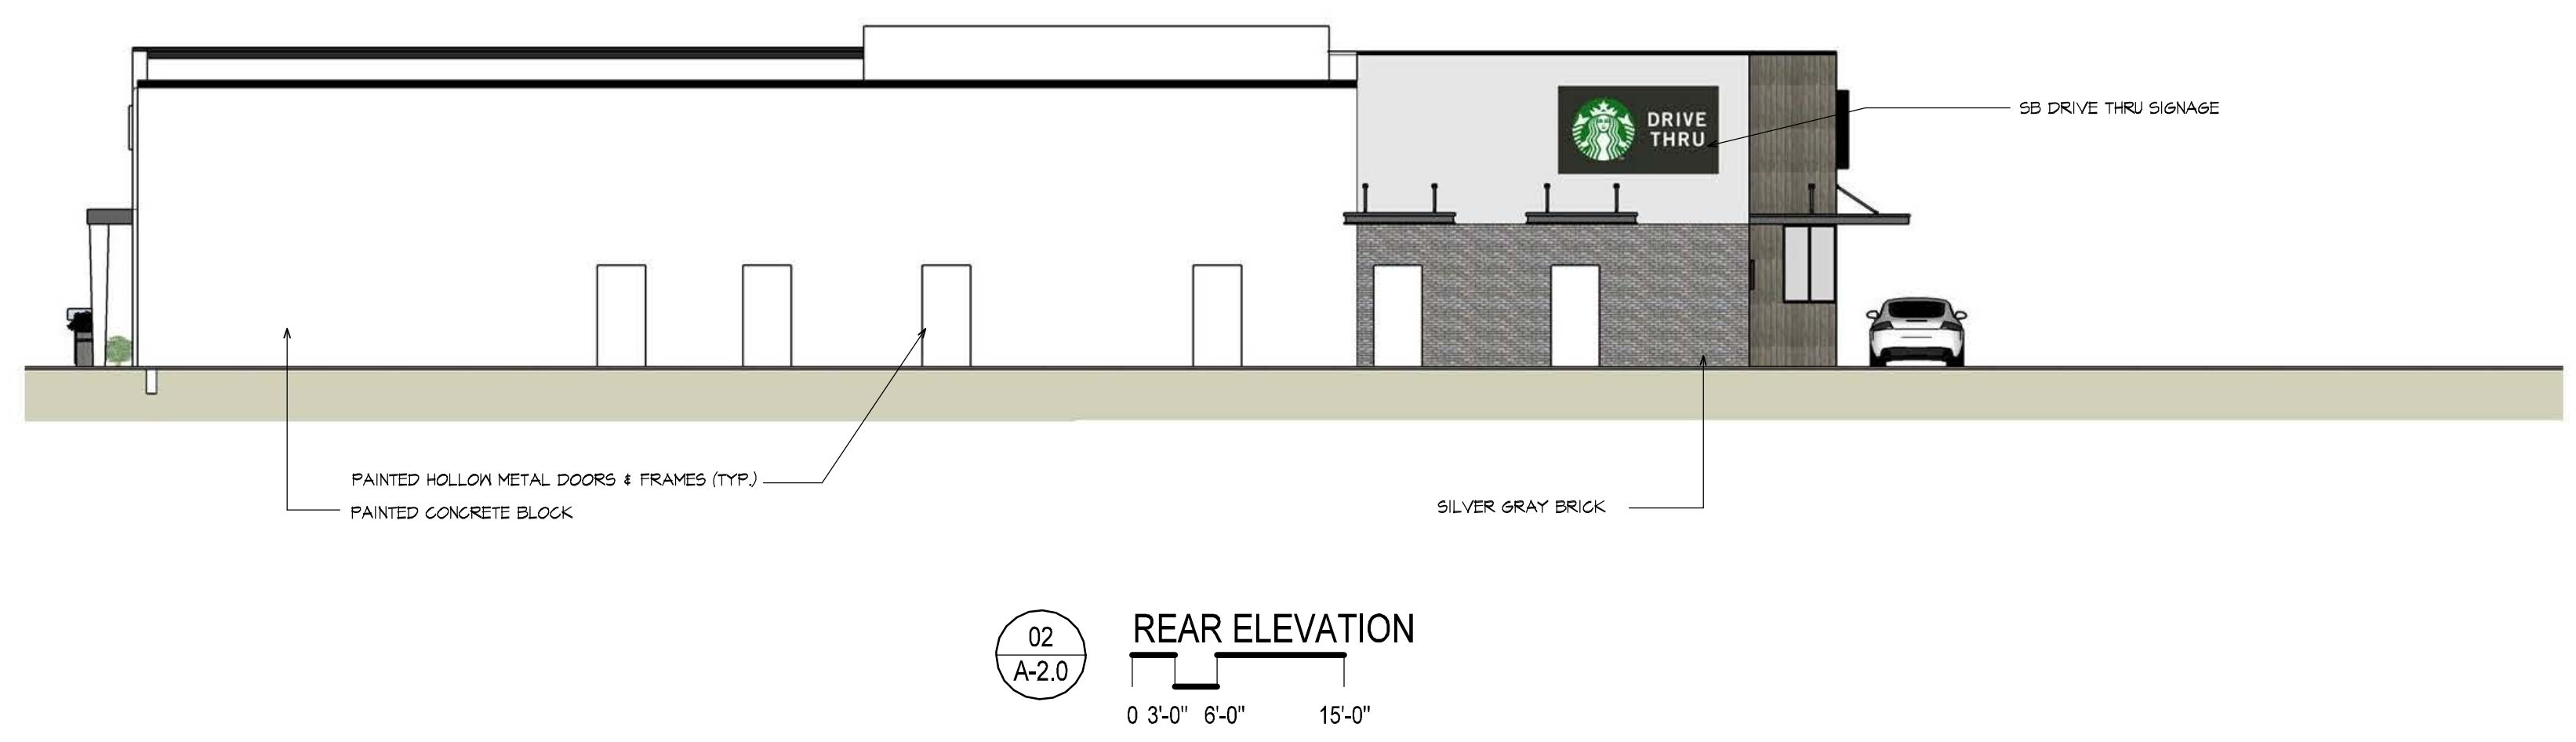 DRIVE
THRU
SB DRIVE THRU SIGNAGE
PAINTED HOLLOW METAL DOORS & FRAMES (TYP.)
PAINTED CONCRETE BLOCK
SILVER GRAY BRICK
02
A-2.0
REAR ELEVATION
0 3'-0" 6'-0" 15'-0"